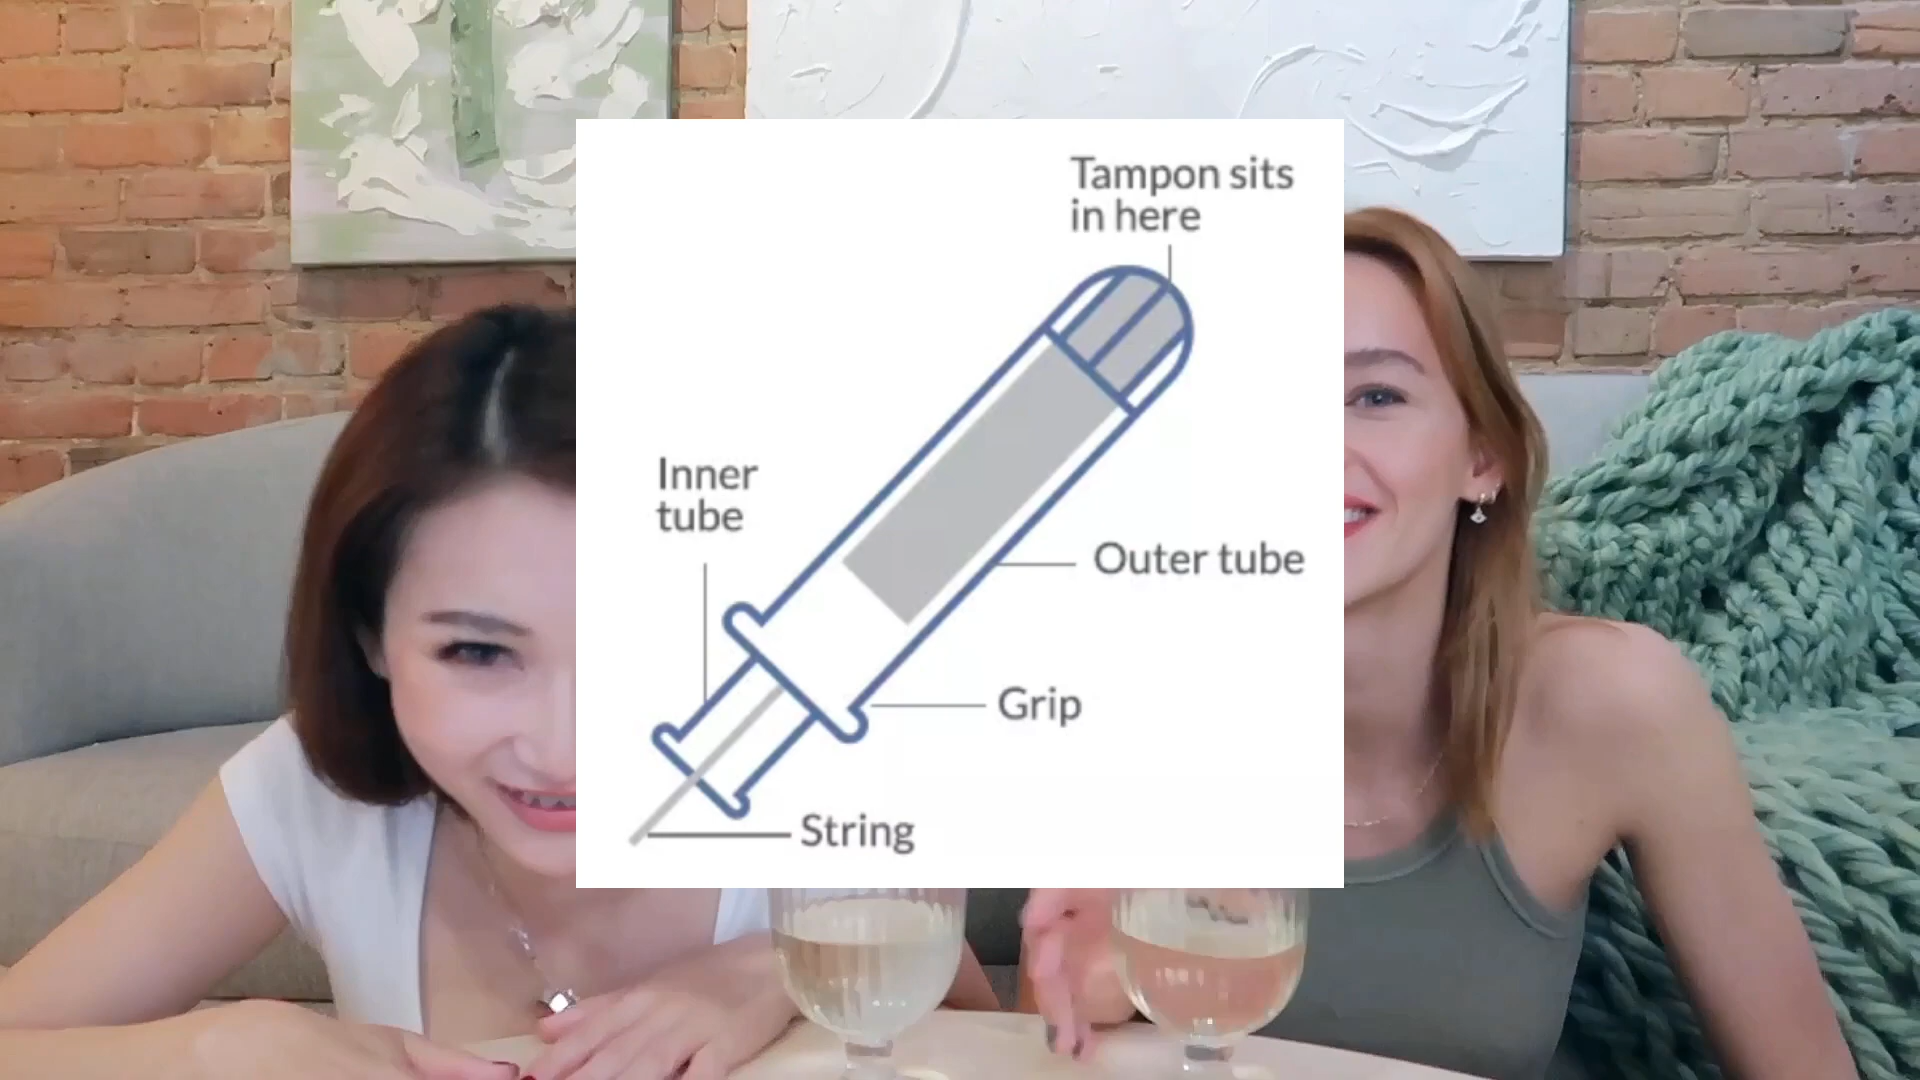 Tampon sits
in here
Inner
tube
Outer tube
Grip
String